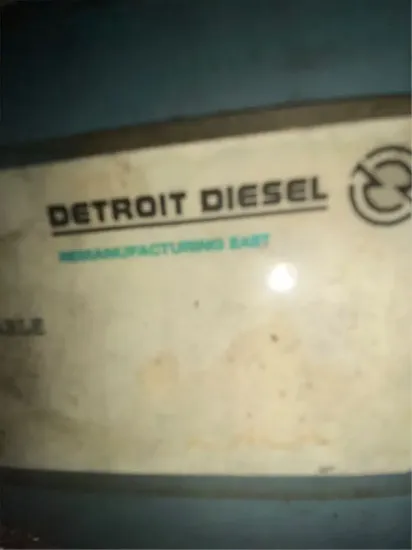 DETROIT DIESEL
REMANUFACTURING EAST